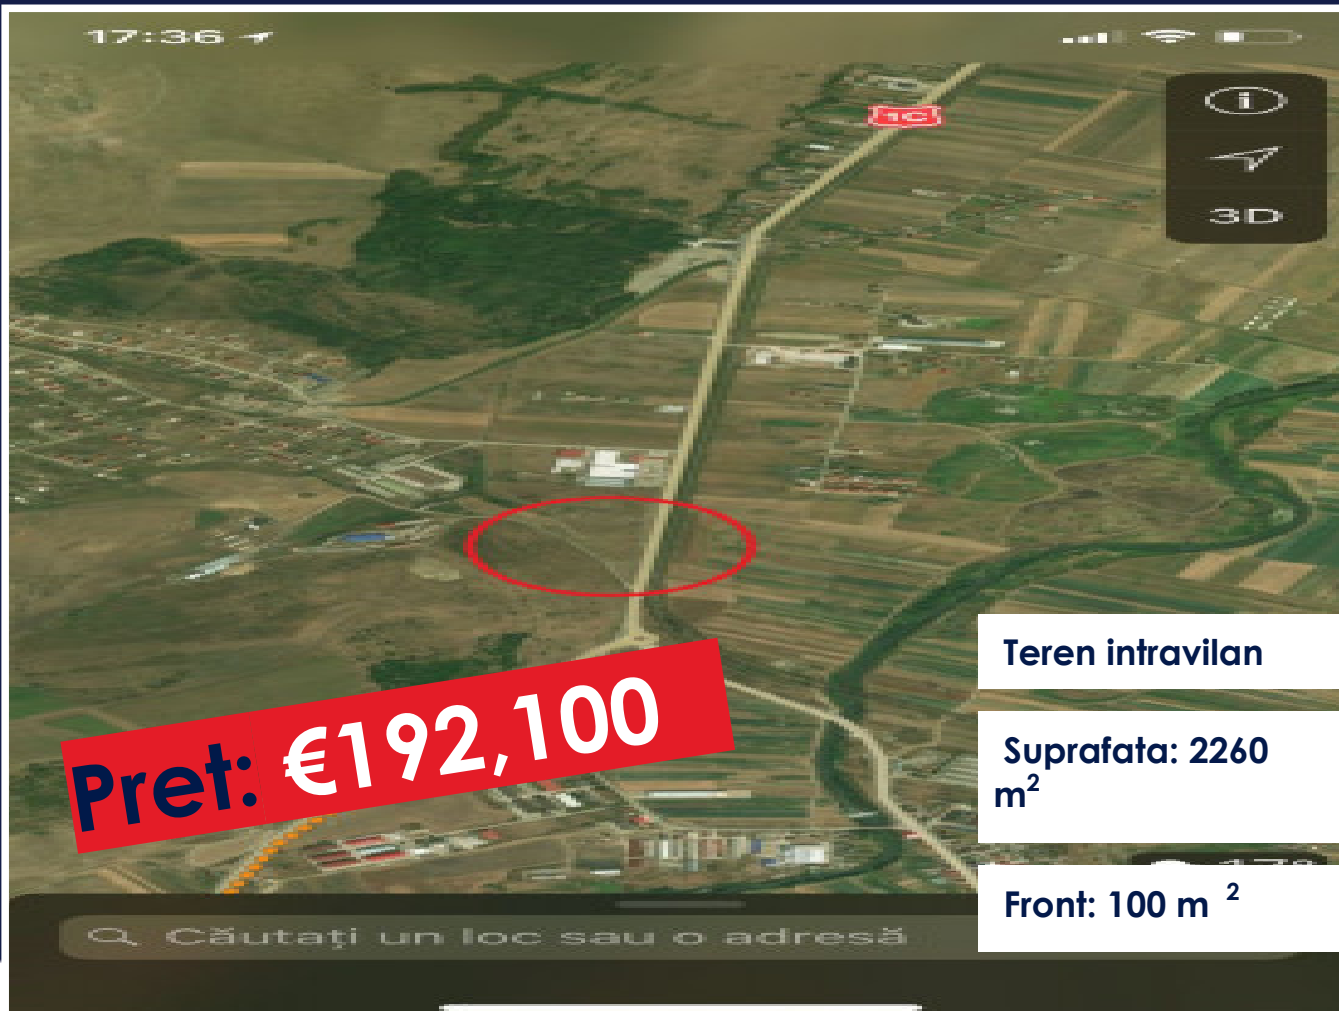 17:36
1C
3D
Teren intravilan
Pret: €192,100
Suprafata: 2260
m²
17°
Front: 100 m ²
Căutați un loc sau o adresă